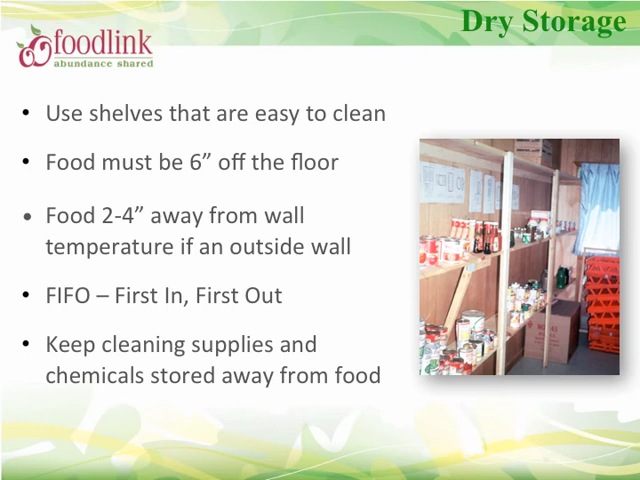 Dry Storage
foodlink
abundance shared
• Use shelves that are easy to clean
• Food must be 6” off the floor
• Food 2-4” away from wall
temperature if an outside wall
• FIFO – First In, First Out
• Keep cleaning supplies and
chemicals stored away from food